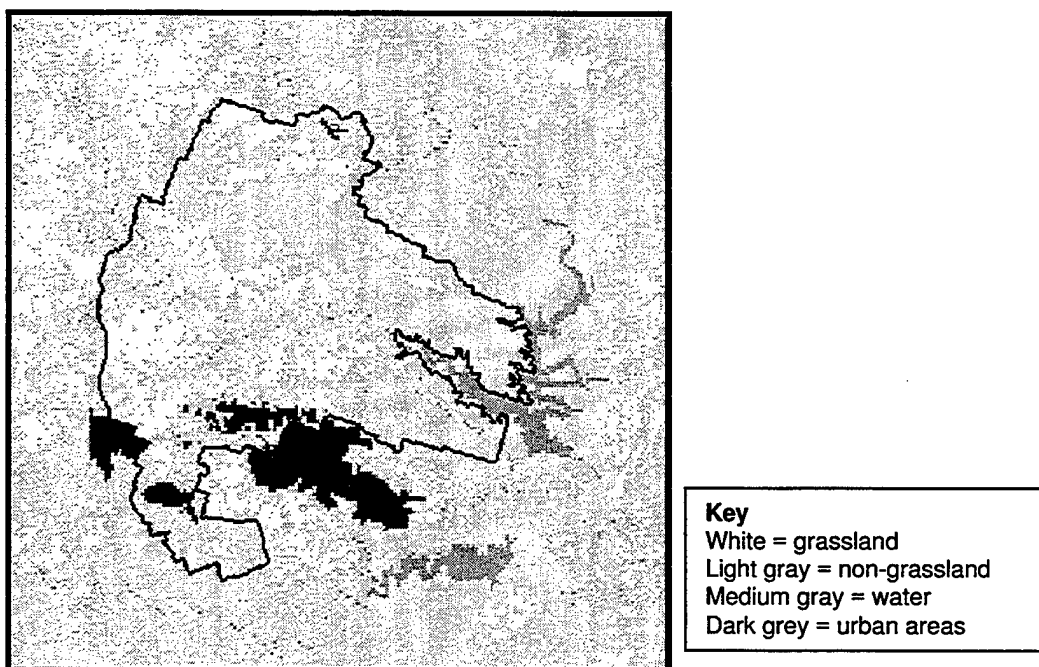 Key
White = grassland
Light gray = non-grassland
Medium gray = water
Dark grey = urban areas